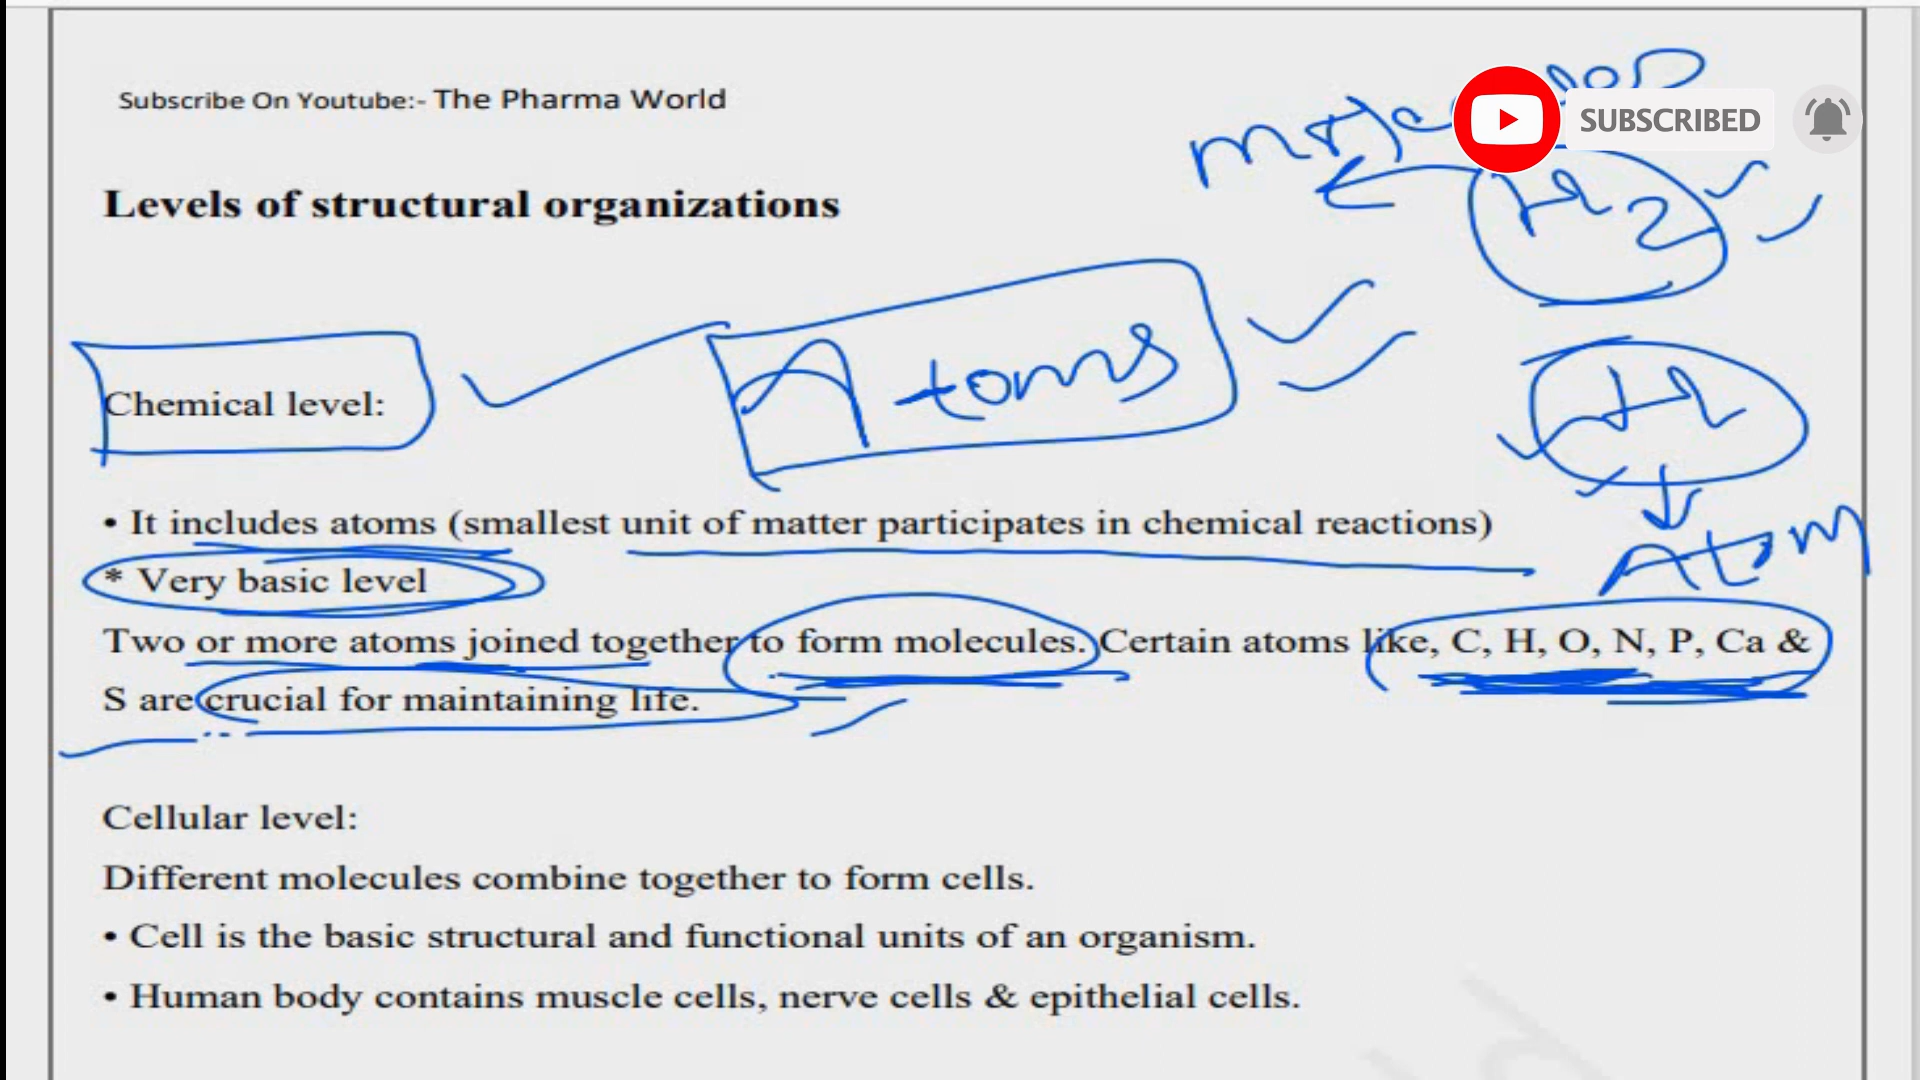 Subscribe On Youtube:- The Pharma World
SUBSCRIBED
Levels of structural organizations
H2
Atoms
H
Chemical level:
• It includes atoms (smallest unit of matter participates in chemical reactions)
Atom
* Very basic level
Two or more atoms joined together to form molecules. Certain atoms like, C, H, O, N, P, Ca &
S are crucial for maintaining life.
Cellular level:
Different molecules combine together to form cells.
• Cell is the basic structural and functional units of an organism.
• Human body contains muscle cells, nerve cells & epithelial cells.